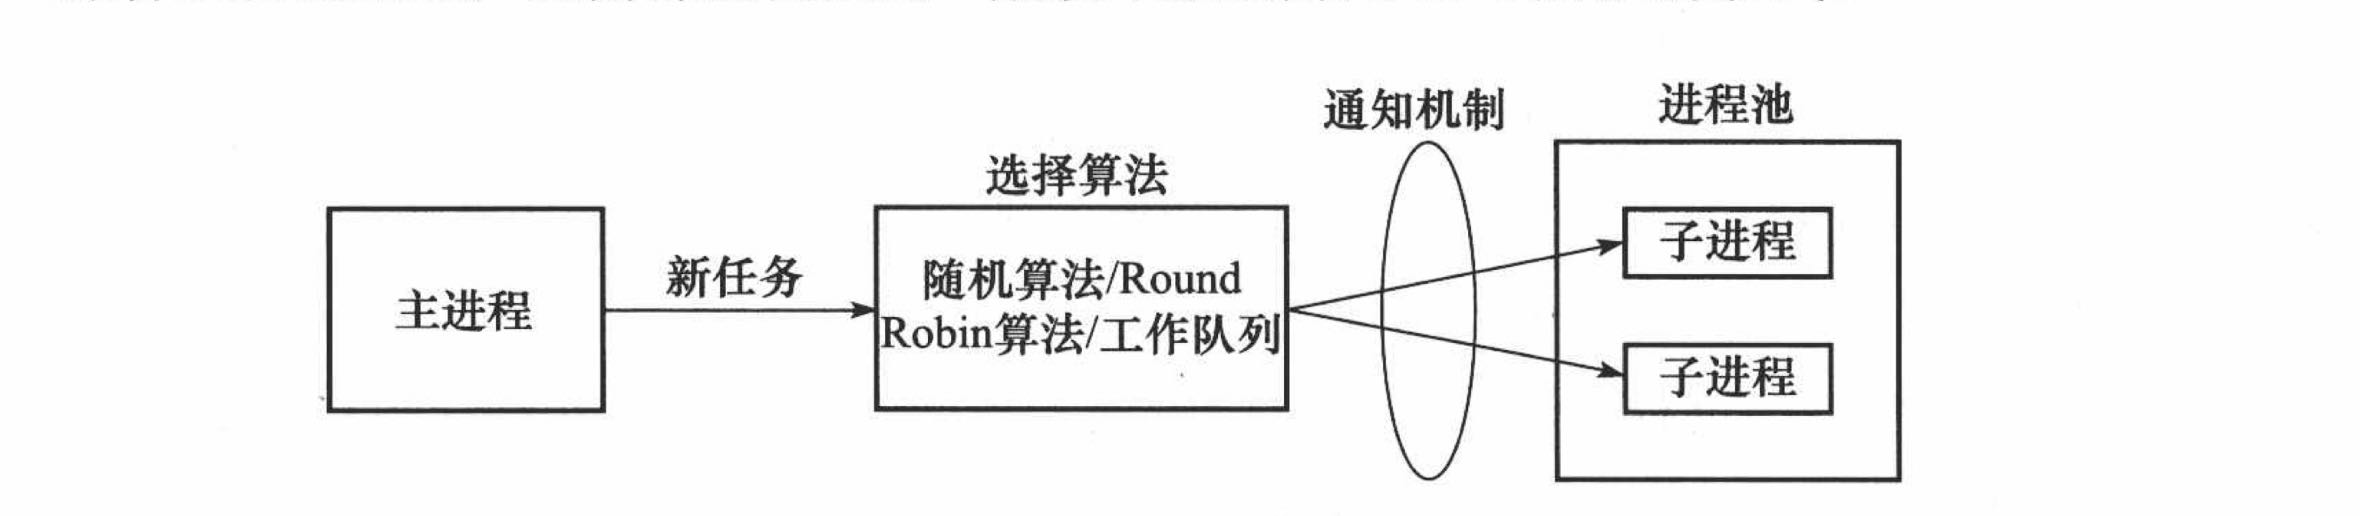 通知机制
进程池
选择算法
主进程
新任务
随机算法/Round
Robin算法/工作队列
子进程
子进程